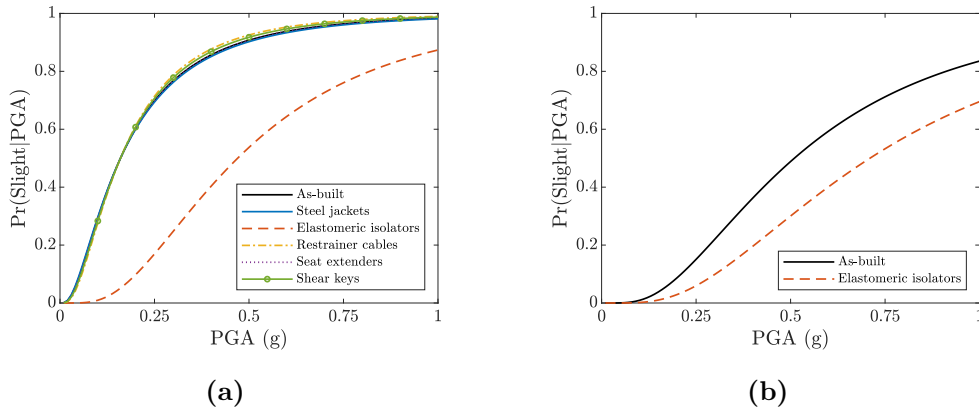 1
0.8
0.6
0.4
0.2
0
Pr(Slight|PGA)
As-built
Steel jackets
Elastomeric isolators
Restrainer cables
Seat extenders
Shear keys
0 0.25 0.5 0.75 1
PGA (g)
(a)
1
0.8
0.6
0.4
0.2
0
Pr(Slight|PGA)
As-built
Elastomeric isolators
0 0.25 0.5 0.75 1
PGA (g)
(b)